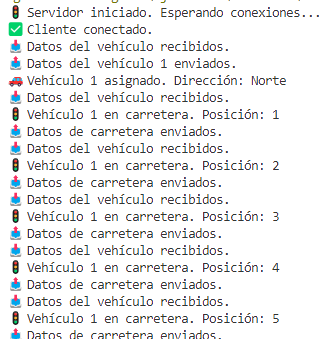 🚦 Servidor iniciado. Esperando conexiones...
✅ Cliente conectado.
📥 Datos del vehículo recibidos.
📤 Datos del vehículo 1 enviados.
🚗 Vehículo 1 asignado. Dirección: Norte
📥 Datos del vehículo recibidos.
🚦 Vehículo 1 en carretera. Posición: 1
📤 Datos de carretera enviados.
📥 Datos del vehículo recibidos.
🚦 Vehículo 1 en carretera. Posición: 2
📤 Datos de carretera enviados.
📥 Datos del vehículo recibidos.
🚦 Vehículo 1 en carretera. Posición: 3
📤 Datos de carretera enviados.
📥 Datos del vehículo recibidos.
🚦 Vehículo 1 en carretera. Posición: 4
📤 Datos de carretera enviados.
📥 Datos del vehículo recibidos.
🚦 Vehículo 1 en carretera. Posición: 5
📤 Datos de carretera enviados.